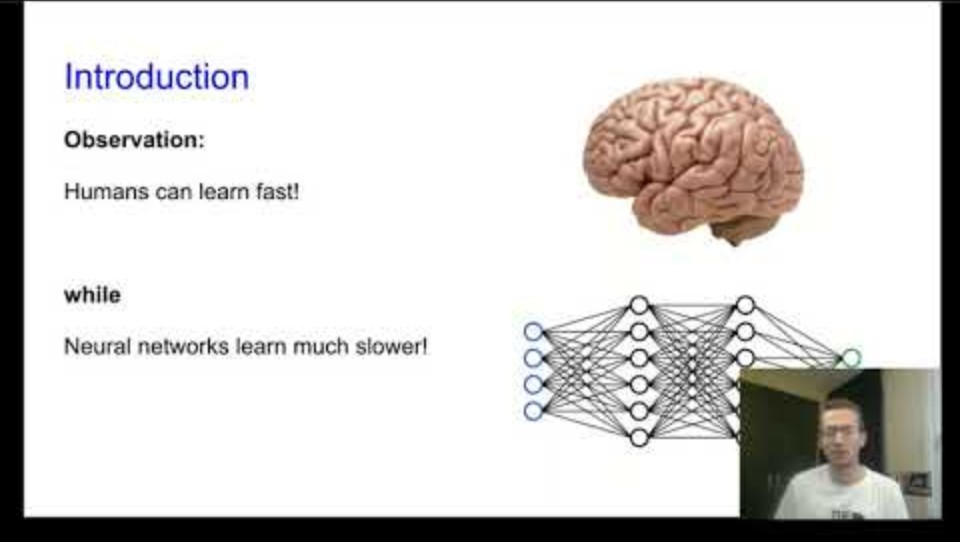 Introduction
Observation:
Humans can learn fast!
while
Neural networks learn much slower!